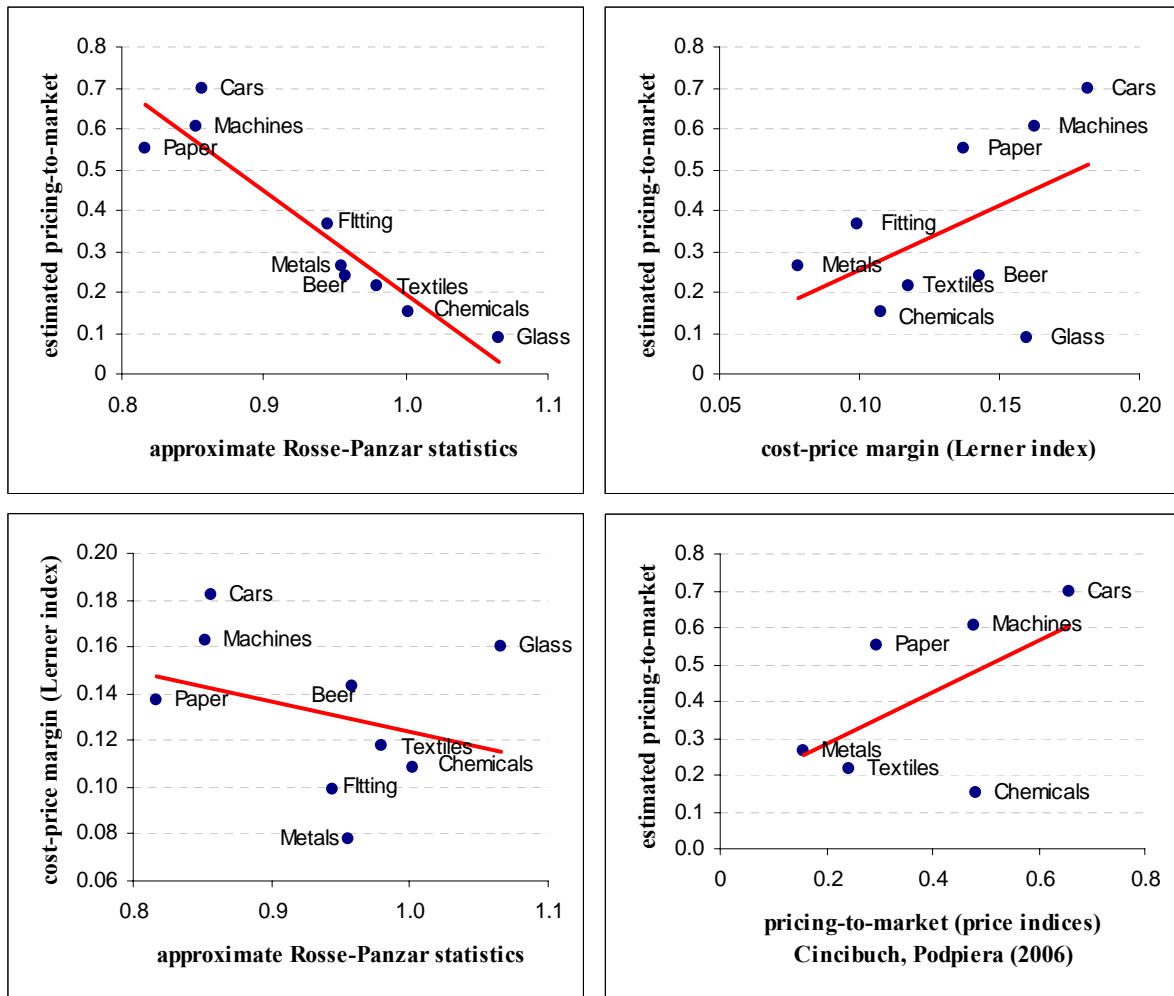 estimated pricing-to-market
0.8
0.7
0.6
0.5
0.4
0.3
0.2
0.1
0
Cars
Machines
Paper
FItting
Metals
Beer
Textiles
Chemicals
Glass
0.8 0.9 1.0 1.1
approximate Rosse-Panzar statistics
estimated pricing-to-market
0.8
0.7
0.6
0.5
0.4
0.3
0.2
0.1
0
Cars
Machines
Paper
Fitting
Metals
Textiles
Beer
Chemicals
Glass
0.05 0.10 0.15 0.20
cost-price margin (Lerner index)
cost-price margin (Lerner index)
0.20
0.18
0.16
0.14
0.12
0.10
0.08
0.06
Cars
Machines
Glass
Paper
Beer
Textiles
Chemicals
FItting
Metals
0.8 0.9 1.0 1.1
approximate Rosse-Panzar statistics
estimated pricing-to-market
0.8
0.7
0.6
0.5
0.4
0.3
0.2
0.1
0.0
Cars
Machines
Paper
Metals
Textiles
Chemicals
0 0.2 0.4 0.6 0.8
pricing-to-market (price indices)
Cincibuch, Podpiera (2006)